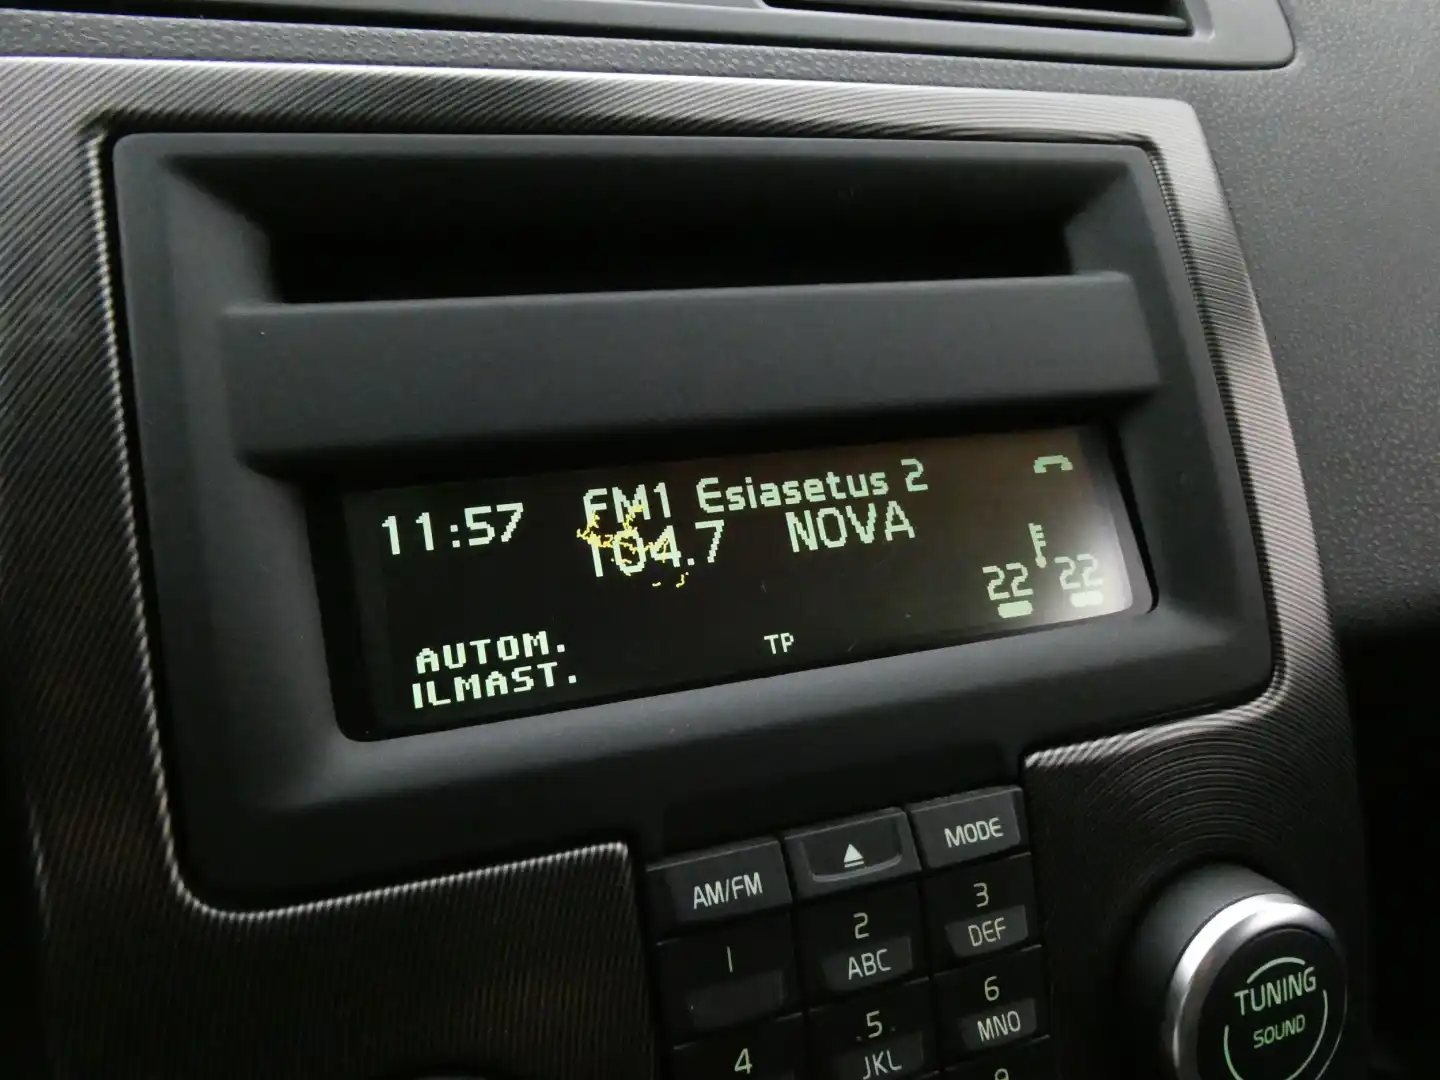 11:57 FM1 Esiasetus 2
104.7 NOVA
22 22
AUTOM. TP
ILMAST.
AM/FM MODE
1 2 ABC 3 DEF
4 5 JKL 6 MNO
TUNING
SOUND